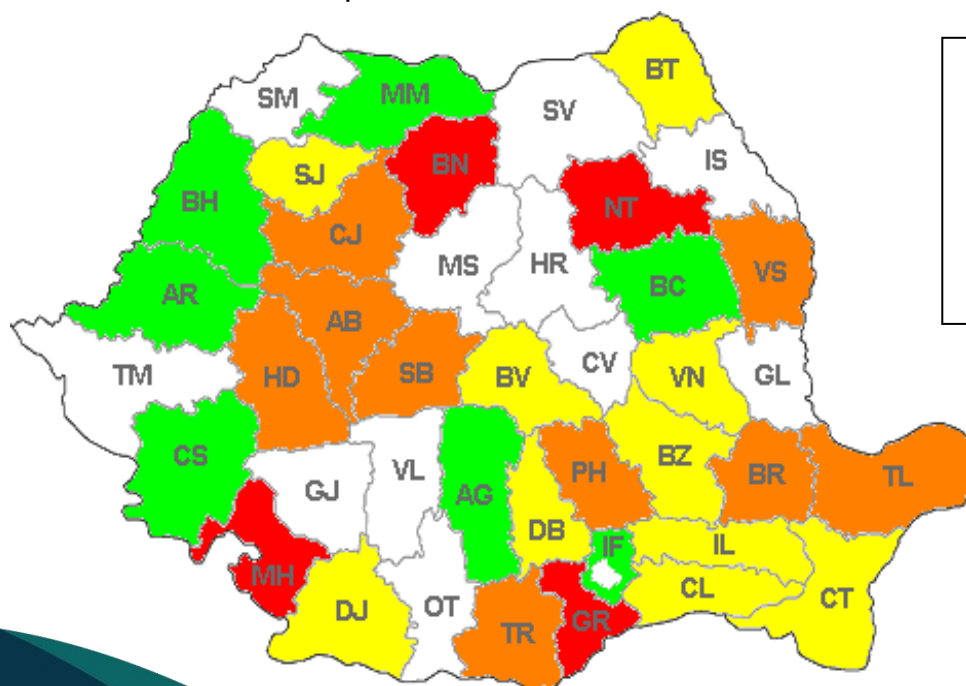 BT
SM
MM
SV
BN
IS
SJ
BH
NT
CJ
MS
HR
BC
VS
AR
AB
TM
HD
SB
BV
CV
VN
GL
CS
GJ
VL
AG
PH
BZ
BR
TL
DB
IF
IL
MH
DJ
OT
TR
GR
CL
CT